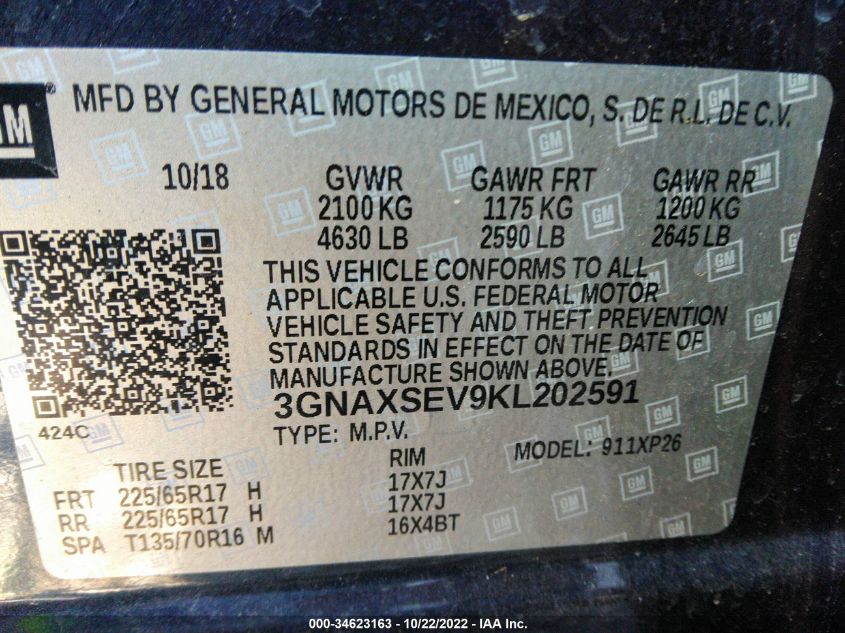 GM
MFD BY GENERAL MOTORS DE MEXICO, S. DE R.L. DE C.V.
10/18 GVWR GAWR FRT GAWR RR
2100 KG 1175 KG 1200 KG
4630 LB 2590 LB 2645 LB
THIS VEHICLE CONFORMS TO ALL
APPLICABLE U.S. FEDERAL MOTOR
VEHICLE SAFETY AND THEFT PREVENTION
STANDARDS IN EFFECT ON THE DATE OF
MANUFACTURE SHOWN ABOVE.
3GNAXSEV9KL202591
424C
TYPE: M.P.V. MODEL: 911XP26
TIRE SIZE RIM
FRT 225/65R17 H 17X7J
RR 225/65R17 H 17X7J
SPA T135/70R16 M 16X4BT
000-34623163 - 10/22/2022 - IAA Inc.